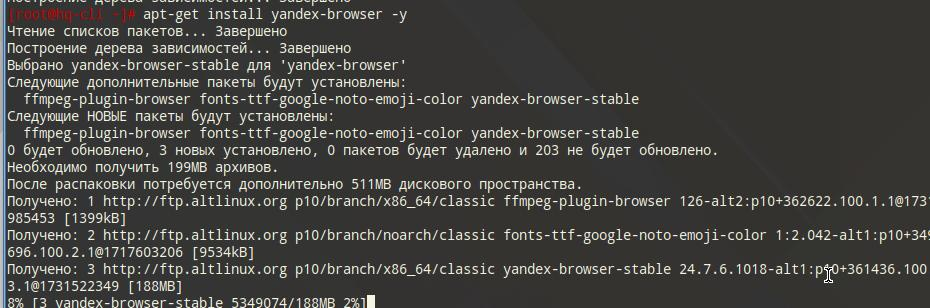 [root@hq-cli ~]# apt-get install yandex-browser -y
Чтение списков пакетов... Завершено
Построение дерева зависимостей... Завершено
Выбрано yandex-browser-stable для 'yandex-browser'
Следующие дополнительные пакеты будут установлены:
  ffmpeg-plugin-browser fonts-ttf-google-noto-emoji-color yandex-browser-stable
Следующие НОВЫЕ пакеты будут установлены:
  ffmpeg-plugin-browser fonts-ttf-google-noto-emoji-color yandex-browser-stable
0 будет обновлено, 3 новых установлено, 0 пакетов будет удалено и 203 не будет обновлено.
Необходимо получить 199MB архивов.
После распаковки потребуется дополнительно 511MB дискового пространства.
Получено: 1 http://ftp.altlinux.org p10/branch/x86_64/classic ffmpeg-plugin-browser 126-alt2:p10+362622.100.1.1@1731
985453 [1399kB]
Получено: 2 http://ftp.altlinux.org p10/branch/noarch/classic fonts-ttf-google-noto-emoji-color 1:2.042-alt1:p10+349
696.100.2.1@1717603206 [9534kB]
Получено: 3 http://ftp.altlinux.org p10/branch/x86_64/classic yandex-browser-stable 24.7.6.1018-alt1:p10+361436.100
3.1@1731522349 [188MB]
8% [3 yandex-browser-stable 5349074/188MB 2%]